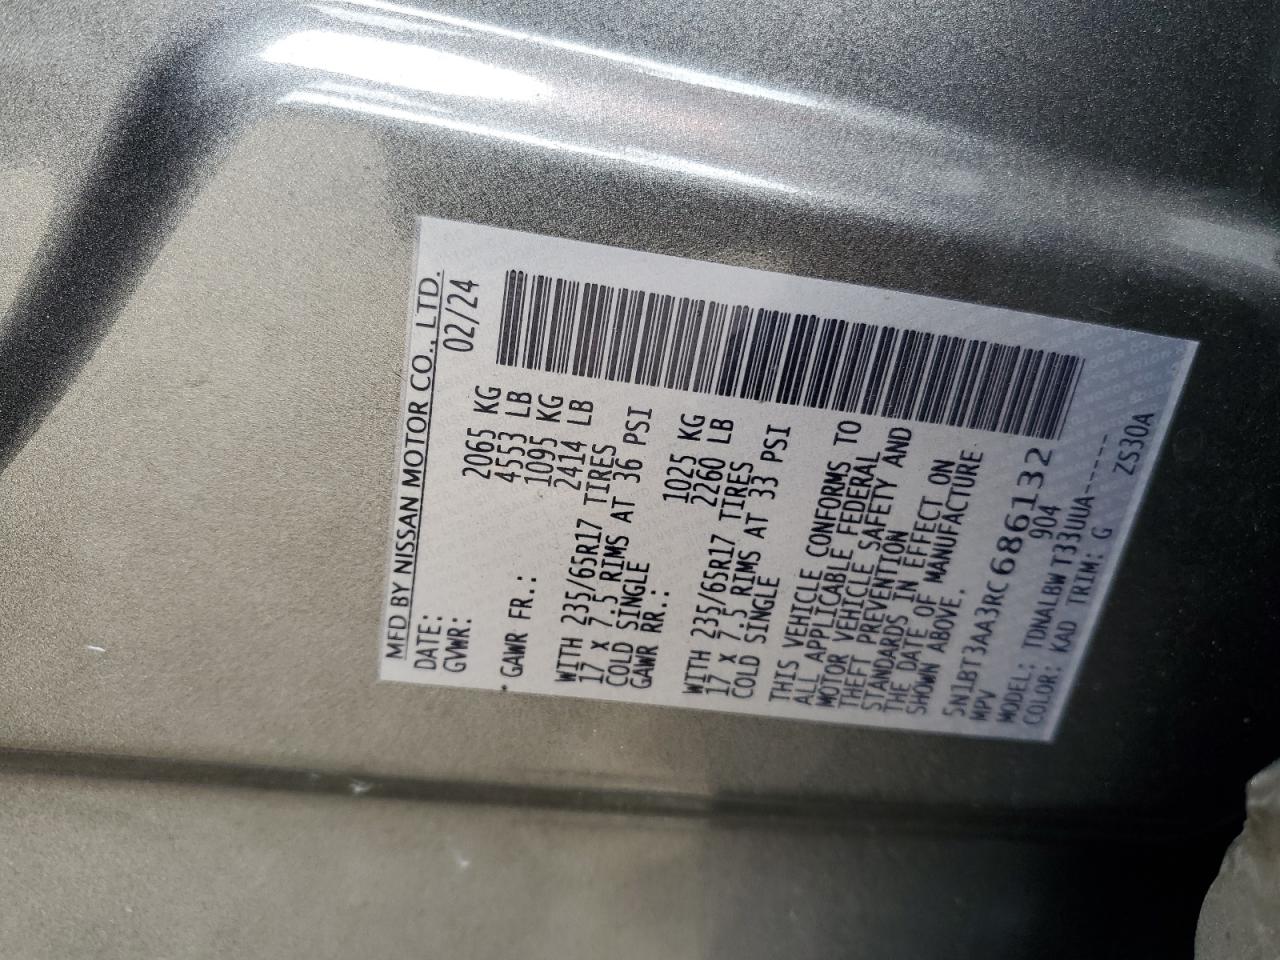 MFD BY NISSAN MOTOR CO., LTD.
DATE: 02/24
GVWR: 2065 KG
4553 LB
GAWR FR.: 1095 KG
2414 LB
WITH 235/65R17 TIRES
17 X 7.5 RIMS AT 36 PSI
COLD SINGLE
GAWR RR.: 1025 KG
2260 LB
WITH 235/65R17 TIRES
17 X 7.5 RIMS AT 33 PSI
COLD SINGLE
THIS VEHICLE CONFORMS TO
ALL APPLICABLE FEDERAL
MOTOR VEHICLE SAFETY AND
THEFT PREVENTION
STANDARDS IN EFFECT ON
THE DATE OF MANUFACTURE
SHOWN ABOVE.
5N1BT3AA3RC686132
MPV 904
MODEL: TDNALBW T33UUA-----
COLOR: KAD TRIM: G ZS30A